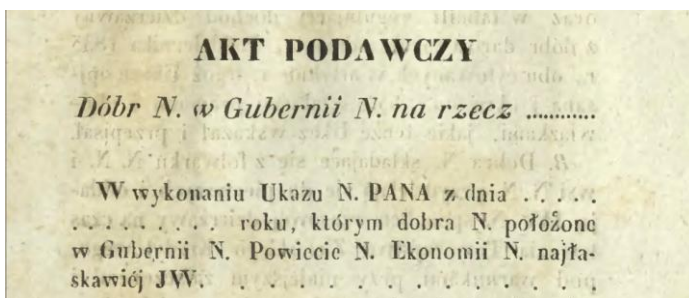 AKT PODAWCZY
Dóbr N. w Gubernii N. na rzecz ............
W wykonaniu Ukazu N. PANA z dnia . . . . .
. . . . . . . . . roku, którym dobra N. położone
w Gubernii N. Powiecie N. Ekonomii N. najła-
skawiéj JW. . . . . . . . . . . . . . . .